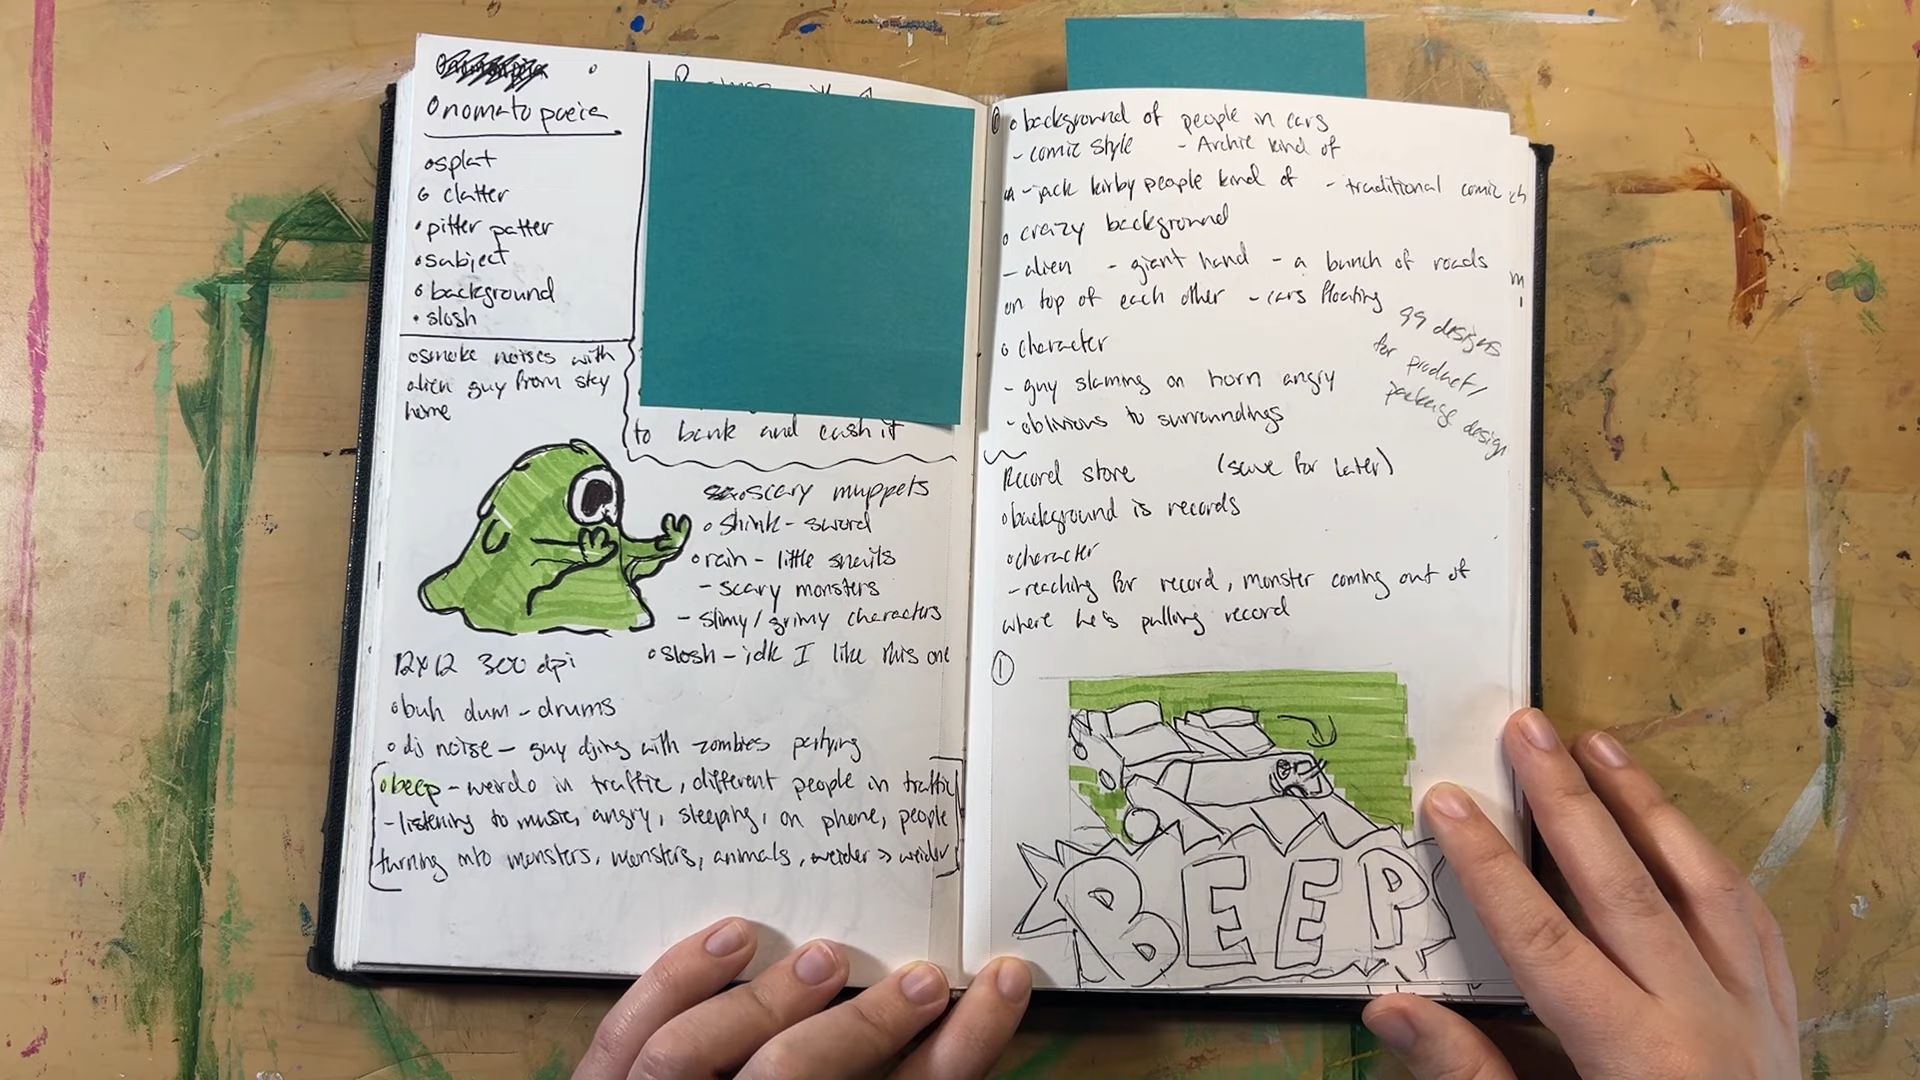 Onomatopoeia
splat
clatter
pitter patter
subject
background
slosh
smoke noises with
alien guy from sky
home
to bank and cash it
scary muppets
shink - sword
rain - little snails
- scary monsters
- slimy/grimy characters
slosh - idk I like this one
12x12 300 dpi
buh dum - drums
dj noise - guy djing with zombies partying
beep - weirdo in traffic, different people in traffic
- listening to music, angry, sleeping, on phone, people
turning into monsters, monsters, animals, weider > weider
background of people in cars
- comic style - Archie kind of
- jack kirby people kind of - traditional comic ish
crazy background
- alien - giant hand - a bunch of roads
on top of each other - cars floating
character
- guy slaming on horn angry
- oblivious to surroundings
99 designs
for product/
package design
Record store (save for later)
background is records
character
- reaching for record, monster coming out of
where he's pulling record
1
BEEP